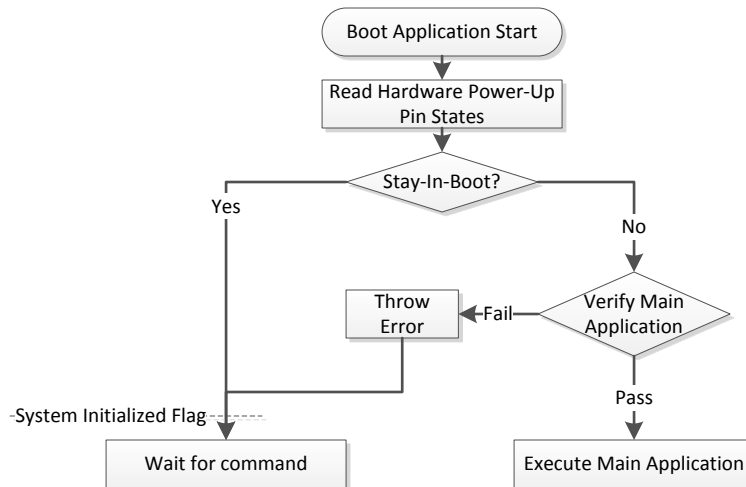 Boot Application Start
Read Hardware Power-Up
Pin States
Stay-In-Boot?
Yes
No
Throw
Error
Fail
Verify Main
Application
Pass
System Initialized Flag
Wait for command
Execute Main Application